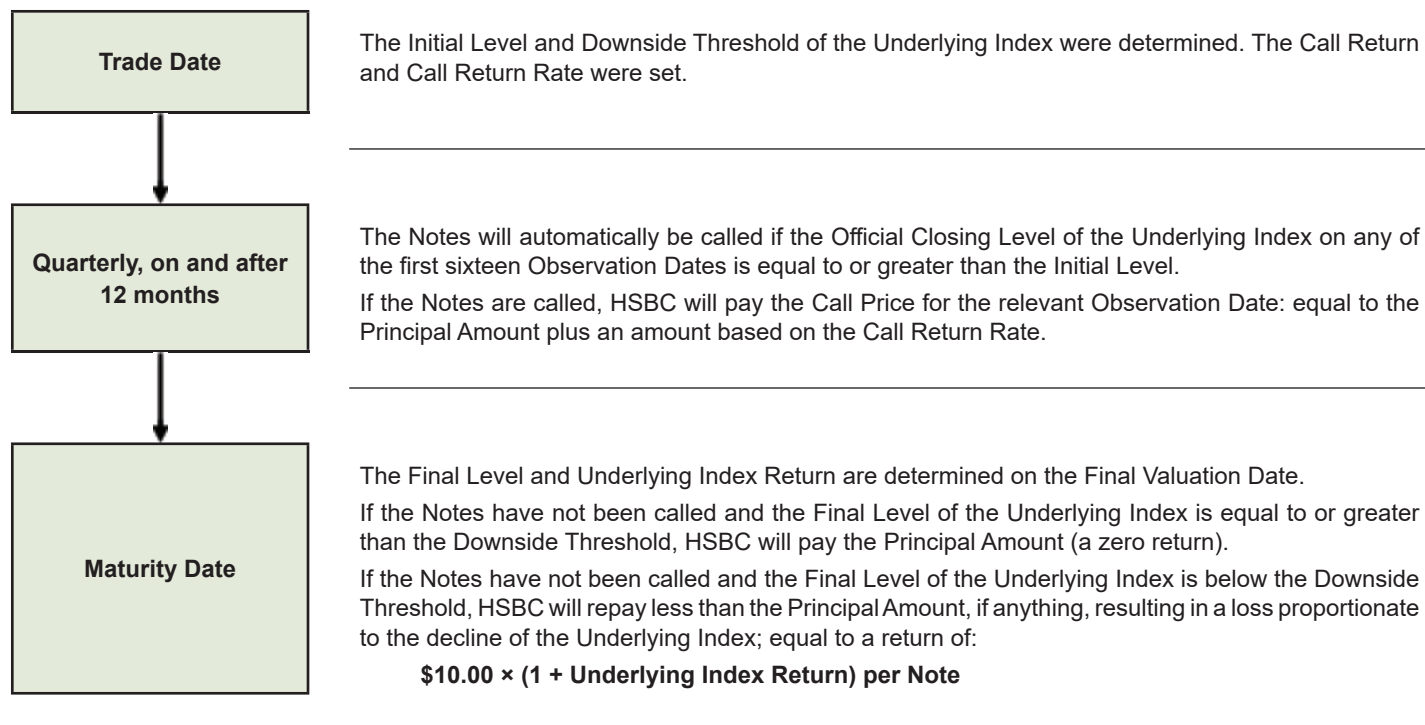 Trade Date
The Initial Level and Downside Threshold of the Underlying Index were determined. The Call Return
and Call Return Rate were set.
Quarterly, on and after
12 months
The Notes will automatically be called if the Official Closing Level of the Underlying Index on any of
the first sixteen Observation Dates is equal to or greater than the Initial Level.
If the Notes are called, HSBC will pay the Call Price for the relevant Observation Date: equal to the
Principal Amount plus an amount based on the Call Return Rate.
Maturity Date
The Final Level and Underlying Index Return are determined on the Final Valuation Date.
If the Notes have not been called and the Final Level of the Underlying Index is equal to or greater
than the Downside Threshold, HSBC will pay the Principal Amount (a zero return).
If the Notes have not been called and the Final Level of the Underlying Index is below the Downside
Threshold, HSBC will repay less than the Principal Amount, if anything, resulting in a loss proportionate
to the decline of the Underlying Index; equal to a return of:
$10.00 × (1 + Underlying Index Return) per Note